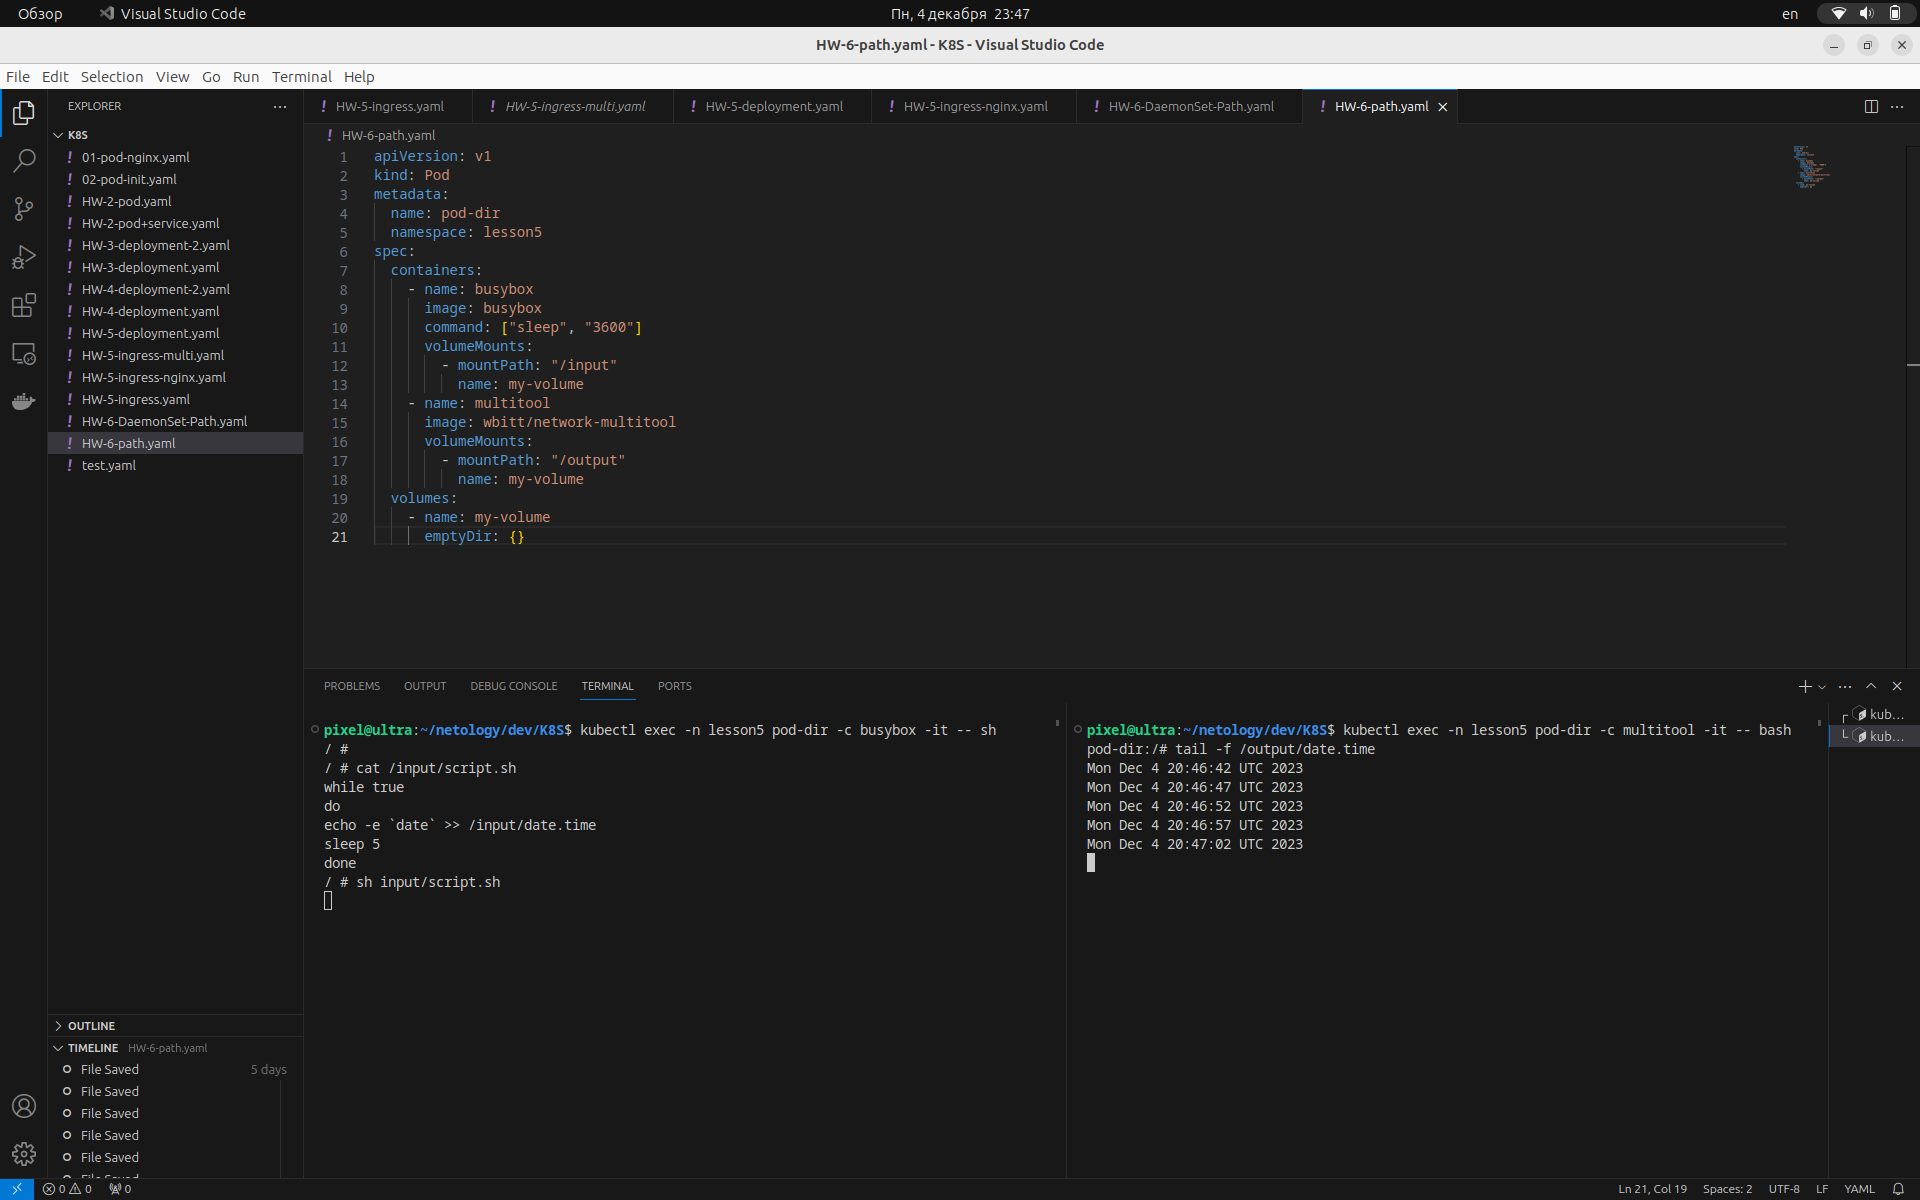 Обзор
Visual Studio Code
Пн, 4 декабря 23:47
en
HW-6-path.yaml - K8S - Visual Studio Code
File Edit Selection View Go Run Terminal Help
EXPLORER
K8S
! 01-pod-nginx.yaml
! 02-pod-init.yaml
! HW-2-pod.yaml
! HW-2-pod+service.yaml
! HW-3-deployment-2.yaml
! HW-3-deployment.yaml
! HW-4-deployment-2.yaml
! HW-4-deployment.yaml
! HW-5-deployment.yaml
! HW-5-ingress-multi.yaml
! HW-5-ingress-nginx.yaml
! HW-5-ingress.yaml
! HW-6-DaemonSet-Path.yaml
! HW-6-path.yaml
! test.yaml
OUTLINE
TIMELINE HW-6-path.yaml
File Saved 5 days
File Saved
File Saved
File Saved
File Saved
File Saved
! HW-5-ingress.yaml ! HW-5-ingress-multi.yaml ! HW-5-deployment.yaml ! HW-5-ingress-nginx.yaml ! HW-6-DaemonSet-Path.yaml ! HW-6-path.yaml
! HW-6-path.yaml
1 apiVersion: v1
2 kind: Pod
3 metadata:
4   name: pod-dir
5   namespace: lesson5
6 spec:
7   containers:
8     - name: busybox
9       image: busybox
10       command: ["sleep", "3600"]
11       volumeMounts:
12         - mountPath: "/input"
13           name: my-volume
14     - name: multitool
15       image: wbitt/network-multitool
16       volumeMounts:
17         - mountPath: "/output"
18           name: my-volume
19   volumes:
20     - name: my-volume
21       emptyDir: {}
PROBLEMS OUTPUT DEBUG CONSOLE TERMINAL PORTS
pixel@ultra:~/netology/dev/K8S$ kubectl exec -n lesson5 pod-dir -c busybox -it -- sh
/ #
/ # cat /input/script.sh
while true
do
echo -e `date` >> /input/date.time
sleep 5
done
/ # sh input/script.sh
pixel@ultra:~/netology/dev/K8S$ kubectl exec -n lesson5 pod-dir -c multitool -it -- bash
pod-dir:/# tail -f /output/date.time
Mon Dec 4 20:46:42 UTC 2023
Mon Dec 4 20:46:47 UTC 2023
Mon Dec 4 20:46:52 UTC 2023
Mon Dec 4 20:46:57 UTC 2023
Mon Dec 4 20:47:02 UTC 2023
kub...
kub...
0 0 0
Ln 21, Col 19 Spaces: 2 UTF-8 LF YAML